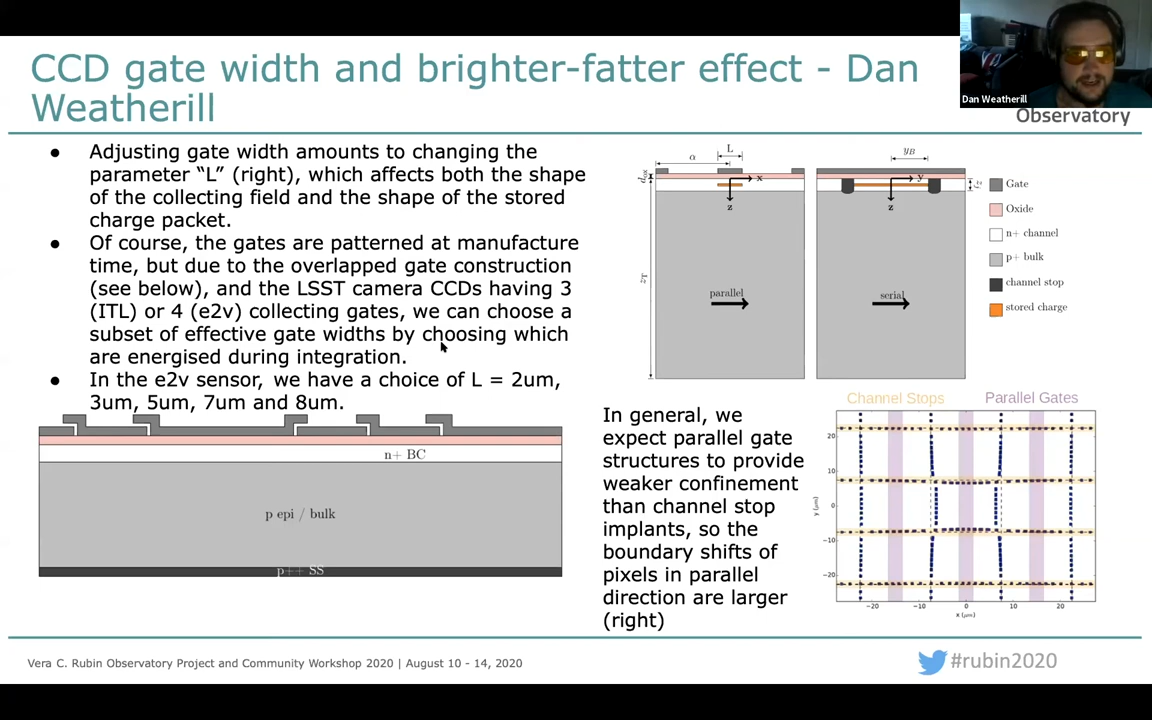 CCD gate width and brighter-fatter effect - Dan
Weatherill
Dan Weatherill
Observatory
● Adjusting gate width amounts to changing the
parameter “L” (right), which affects both the shape
of the collecting field and the shape of the stored
charge packet.
● Of course, the gates are patterned at manufacture
time, but due to the overlapped gate construction
(see below), and the LSST camera CCDs having 3
(ITL) or 4 (e2v) collecting gates, we can choose a
subset of effective gate widths by choosing which
are energised during integration.
● In the e2v sensor, we have a choice of L = 2um,
3um, 5um, 7um and 8um.
n+ BC
p epi / bulk
p++ SS
L
α
x
z
dox
zT
parallel
yB
y
z
serial
Gate
Oxide
n+ channel
p+ bulk
channel stop
stored charge
In general, we
expect parallel gate
structures to provide
weaker confinement
than channel stop
implants, so the
boundary shifts of
pixels in parallel
direction are larger
(right)
Channel Stops
Parallel Gates
20
10
0
−10
−20
y (μm)
−20 −10 0 10 20
x (μm)
Vera C. Rubin Observatory Project and Community Workshop 2020 | August 10 - 14, 2020
#rubin2020